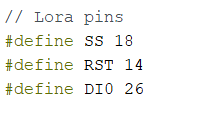 // Lora pins
#define SS 18
#define RST 14
#define DI0 26